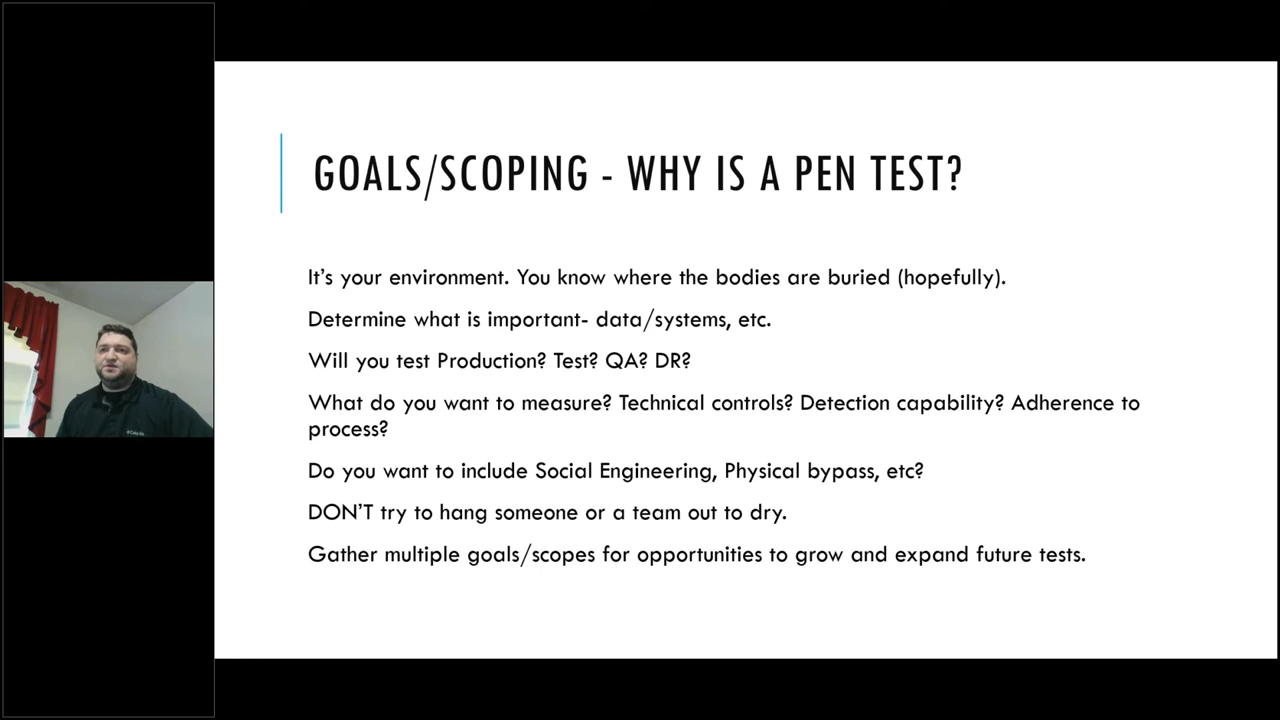 GOALS/SCOPING - WHY IS A PEN TEST?
It's your environment. You know where the bodies are buried (hopefully).
Determine what is important- data/systems, etc.
Will you test Production? Test? QA? DR?
What do you want to measure? Technical controls? Detection capability? Adherence to
process?
Do you want to include Social Engineering, Physical bypass, etc?
DON'T try to hang someone or a team out to dry.
Gather multiple goals/scopes for opportunities to grow and expand future tests.